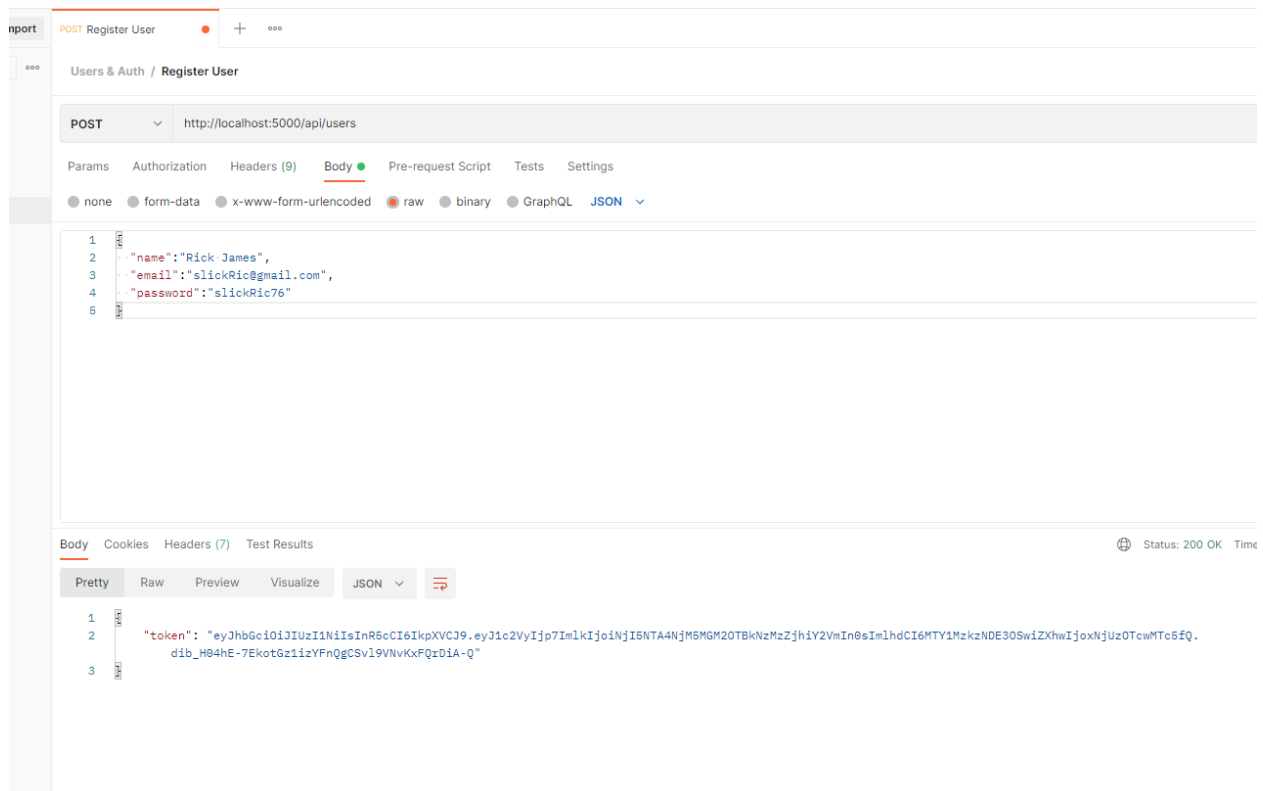 mport
POST Register User
Users & Auth / Register User
POST http://localhost:5000/api/users
Params Authorization Headers (9) Body Pre-request Script Tests Settings
none form-data x-www-form-urlencoded raw binary GraphQL JSON
1 {
2 "name":"Rick James",
3 "email":"slickRic@gmail.com",
4 "password":"slickRic76"
5 }
Body Cookies Headers (7) Test Results Status: 200 OK Time
Pretty Raw Preview Visualize JSON
1 {
2 "token": "eyJhbGciOiJIUzI1NiIsInR5cCI6IkpXVCJ9.eyJ1c2VyIjp7ImlkIjoiNjI5NTA4NjM5MGM2OTBkNzMzZjhiY2VmIn0sImlhdCI6MTY1MzkzNDE3OSwiZXhwIjoxNjUzOTcwMTc5fQ.
dib_H04hE-7EkotGz1izYFnQgCSvl9VNvKxFQrDiA-Q"
3 }